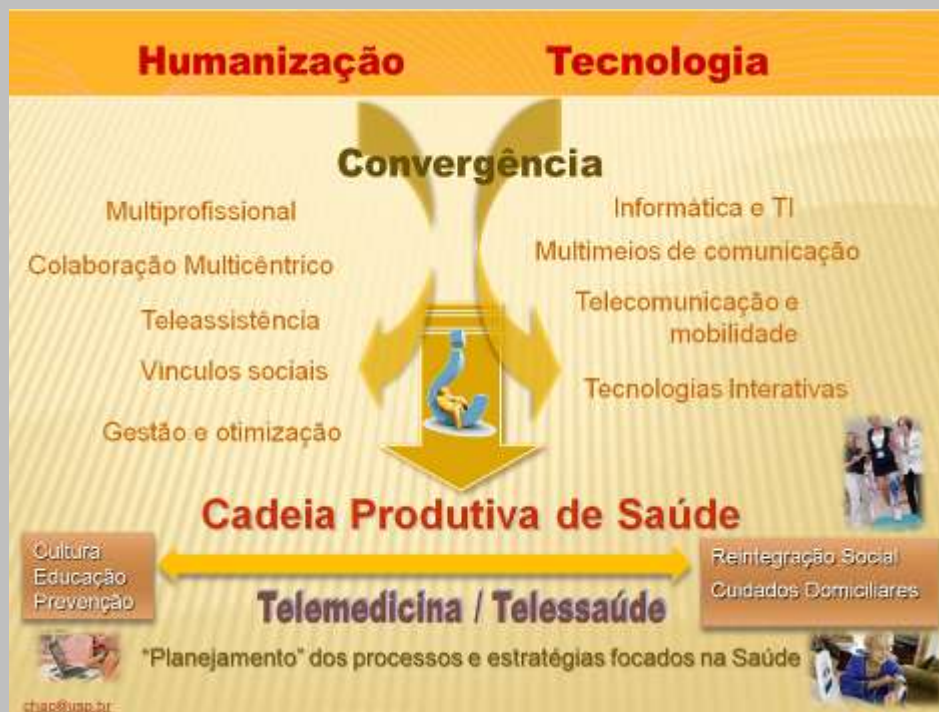 Humanização
Tecnologia
Convergência
Multiprofissional
Colaboração Multicêntrico
Teleassistência
Vinculos sociais
Gestão e otimização
Informàtica e TI
Multimeios de comunicação
Telecomunicação e
mobilidade
Tecnologias Interativas
Cadeia Produtiva de Saúde
Cultura
Educação
Prevenção
Reintegração Social
Cuidados Domiciliares
Telemedicina / Telessaúde
"Planejamento" dos processos e estratégias focados na Saúde
chao@usp.br